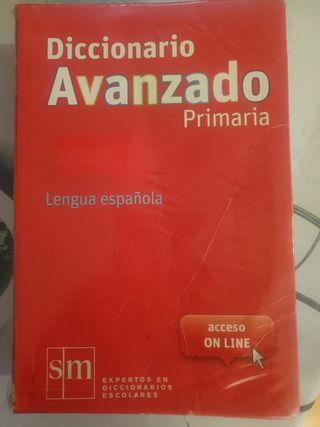 Diccionario
Avanzado
Primaria
Lengua española
acceso
ON LINE
sm
EXPERTOS EN
DICCIONARIOS
ESCOLARES